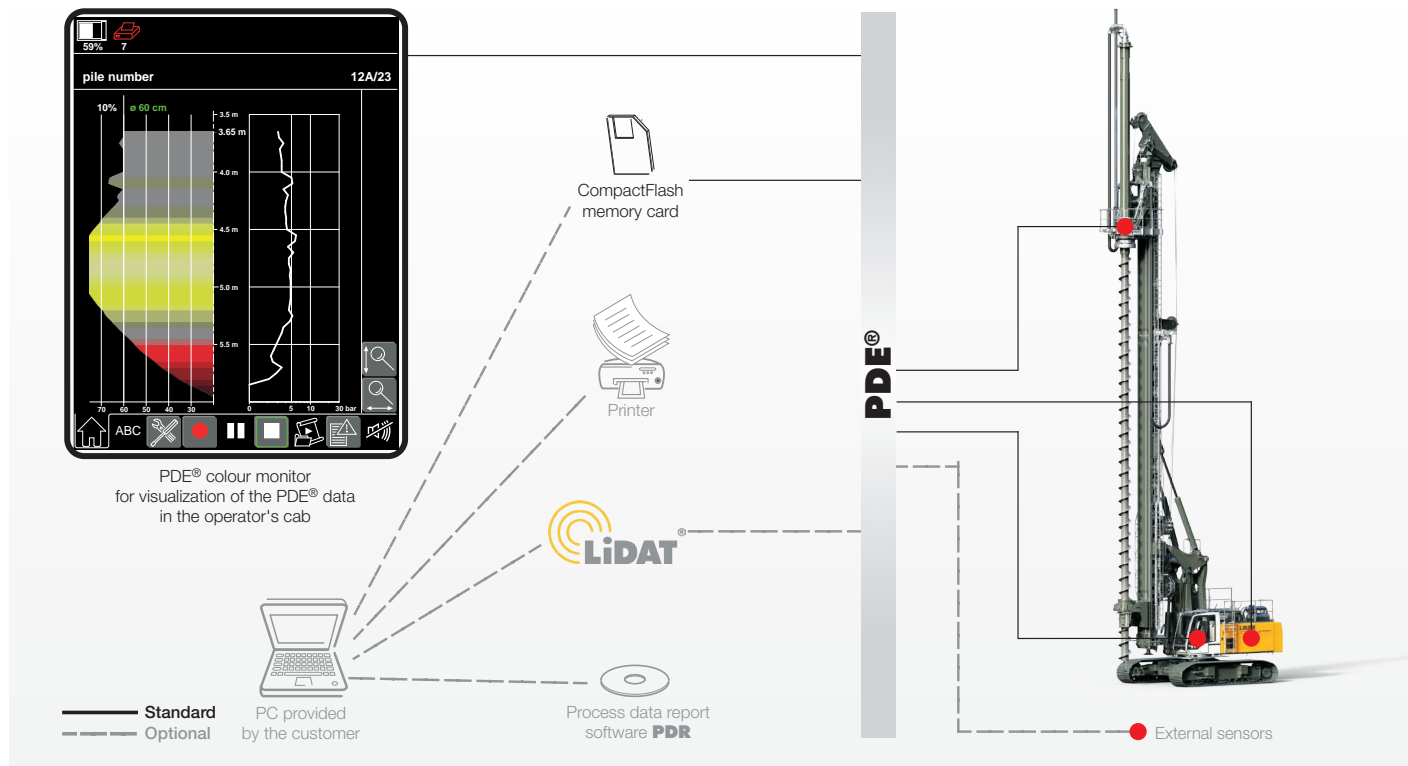 59% 7
pile number 12A/23
10% ø 60 cm
3.5 m
3.65 m
4.0 m
4.5 m
5.0 m
5.5 m
70 60 50 40 30 0 5 10 30 bar
ABC
PDE® colour monitor
for visualization of the PDE® data
in the operator's cab
CompactFlash
memory card
Printer
LiDAT®
PC provided
by the customer
Process data report
software PDR
Standard
Optional
PDE®
External sensors